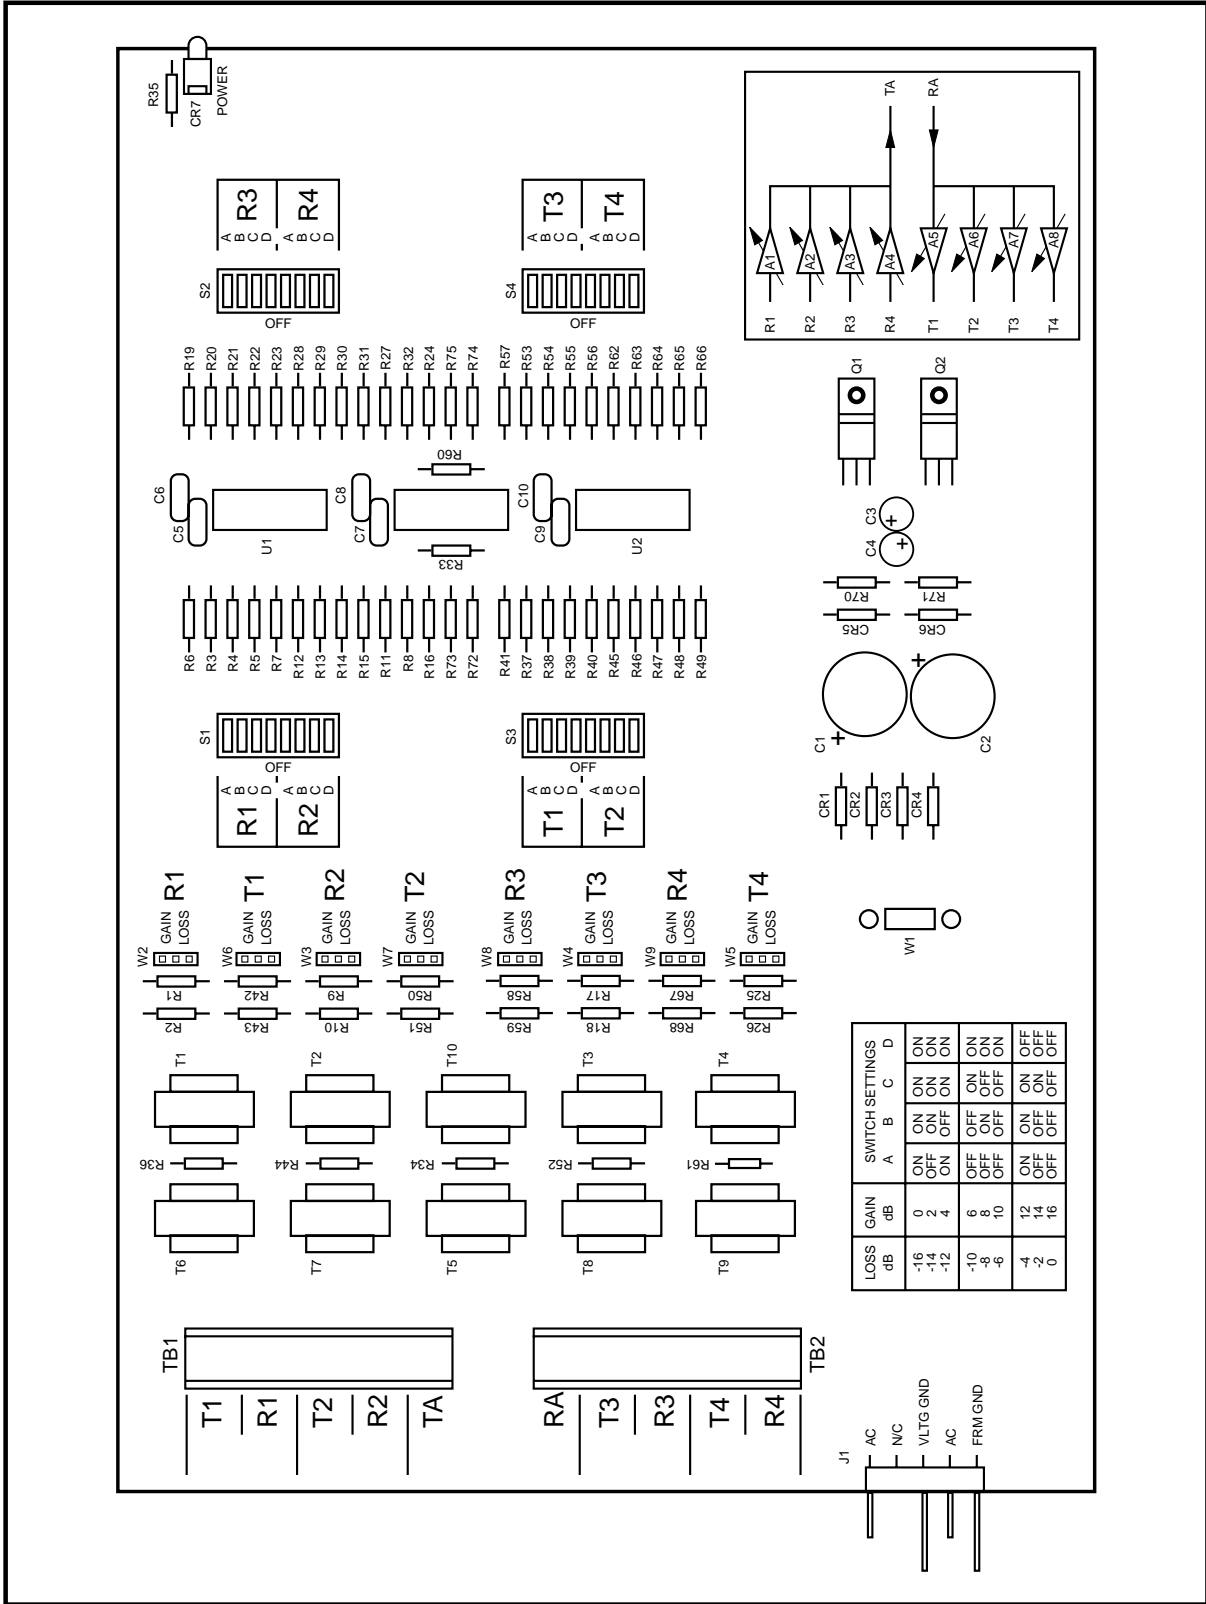 R35
CR7
POWER
R3
R4
A B C D
A B C D
S2
OFF
T3
T4
A B C D
A B C D
S4
OFF
TA
RA
A1 A2 A3 A4 A5 A6 A7 A8
R1 R2 R3 R4 T1 T2 T3 T4
R19 R20 R21 R22 R23 R28 R29 R30 R31 R27 R32 R24 R75 R74 R57 R53 R54 R55 R56 R62 R63 R64 R65 R66
Q1
Q2
R60
C6
C5
U1
C8
C7
R33
C10
C9
U2
C3
+
C4
+
R70
R71
CR5
CR6
R6 R3 R4 R5 R7 R12 R13 R14 R15 R11 R8 R16 R73 R72 R41 R37 R38 R39 R40 R45 R46 R47 R48 R49
C1
+
+
C2
S1
OFF
A B C D
A B C D
R1
R2
S3
OFF
A B C D
A B C D
T1
T2
CR1 CR2 CR3 CR4
R1 T1 R2 T2 R3 T3 R4 T4
GAIN LOSS
GAIN LOSS
GAIN LOSS
GAIN LOSS
GAIN LOSS
GAIN LOSS
GAIN LOSS
GAIN LOSS
W2 W6 W3 W7 W8 W4 W9 W5
W1
R1 R42 R9 R50 R58 R17 R67 R25
R2 R43 R10 R51 R59 R18 R68 R26
T1 T2 T10 T3 T4
R36 R44 R34 R52 R61
T6 T7 T5 T8 T9
LOSS GAIN SWITCH SETTINGS
dB dB A B C D
-16 0 ON ON ON ON
-14 2 OFF ON ON ON
-12 4 ON OFF ON ON
-10 6 OFF OFF ON ON
-8 8 OFF ON OFF ON
-6 10 OFF OFF OFF ON
-4 12 ON ON ON OFF
-2 14 OFF OFF ON OFF
0 16 OFF OFF OFF OFF
TB1
T1 R1 T2 R2 TA
TB2
RA T3 R3 T4 R4
J1
AC
N/C
VLTG GND
AC
FRM GND